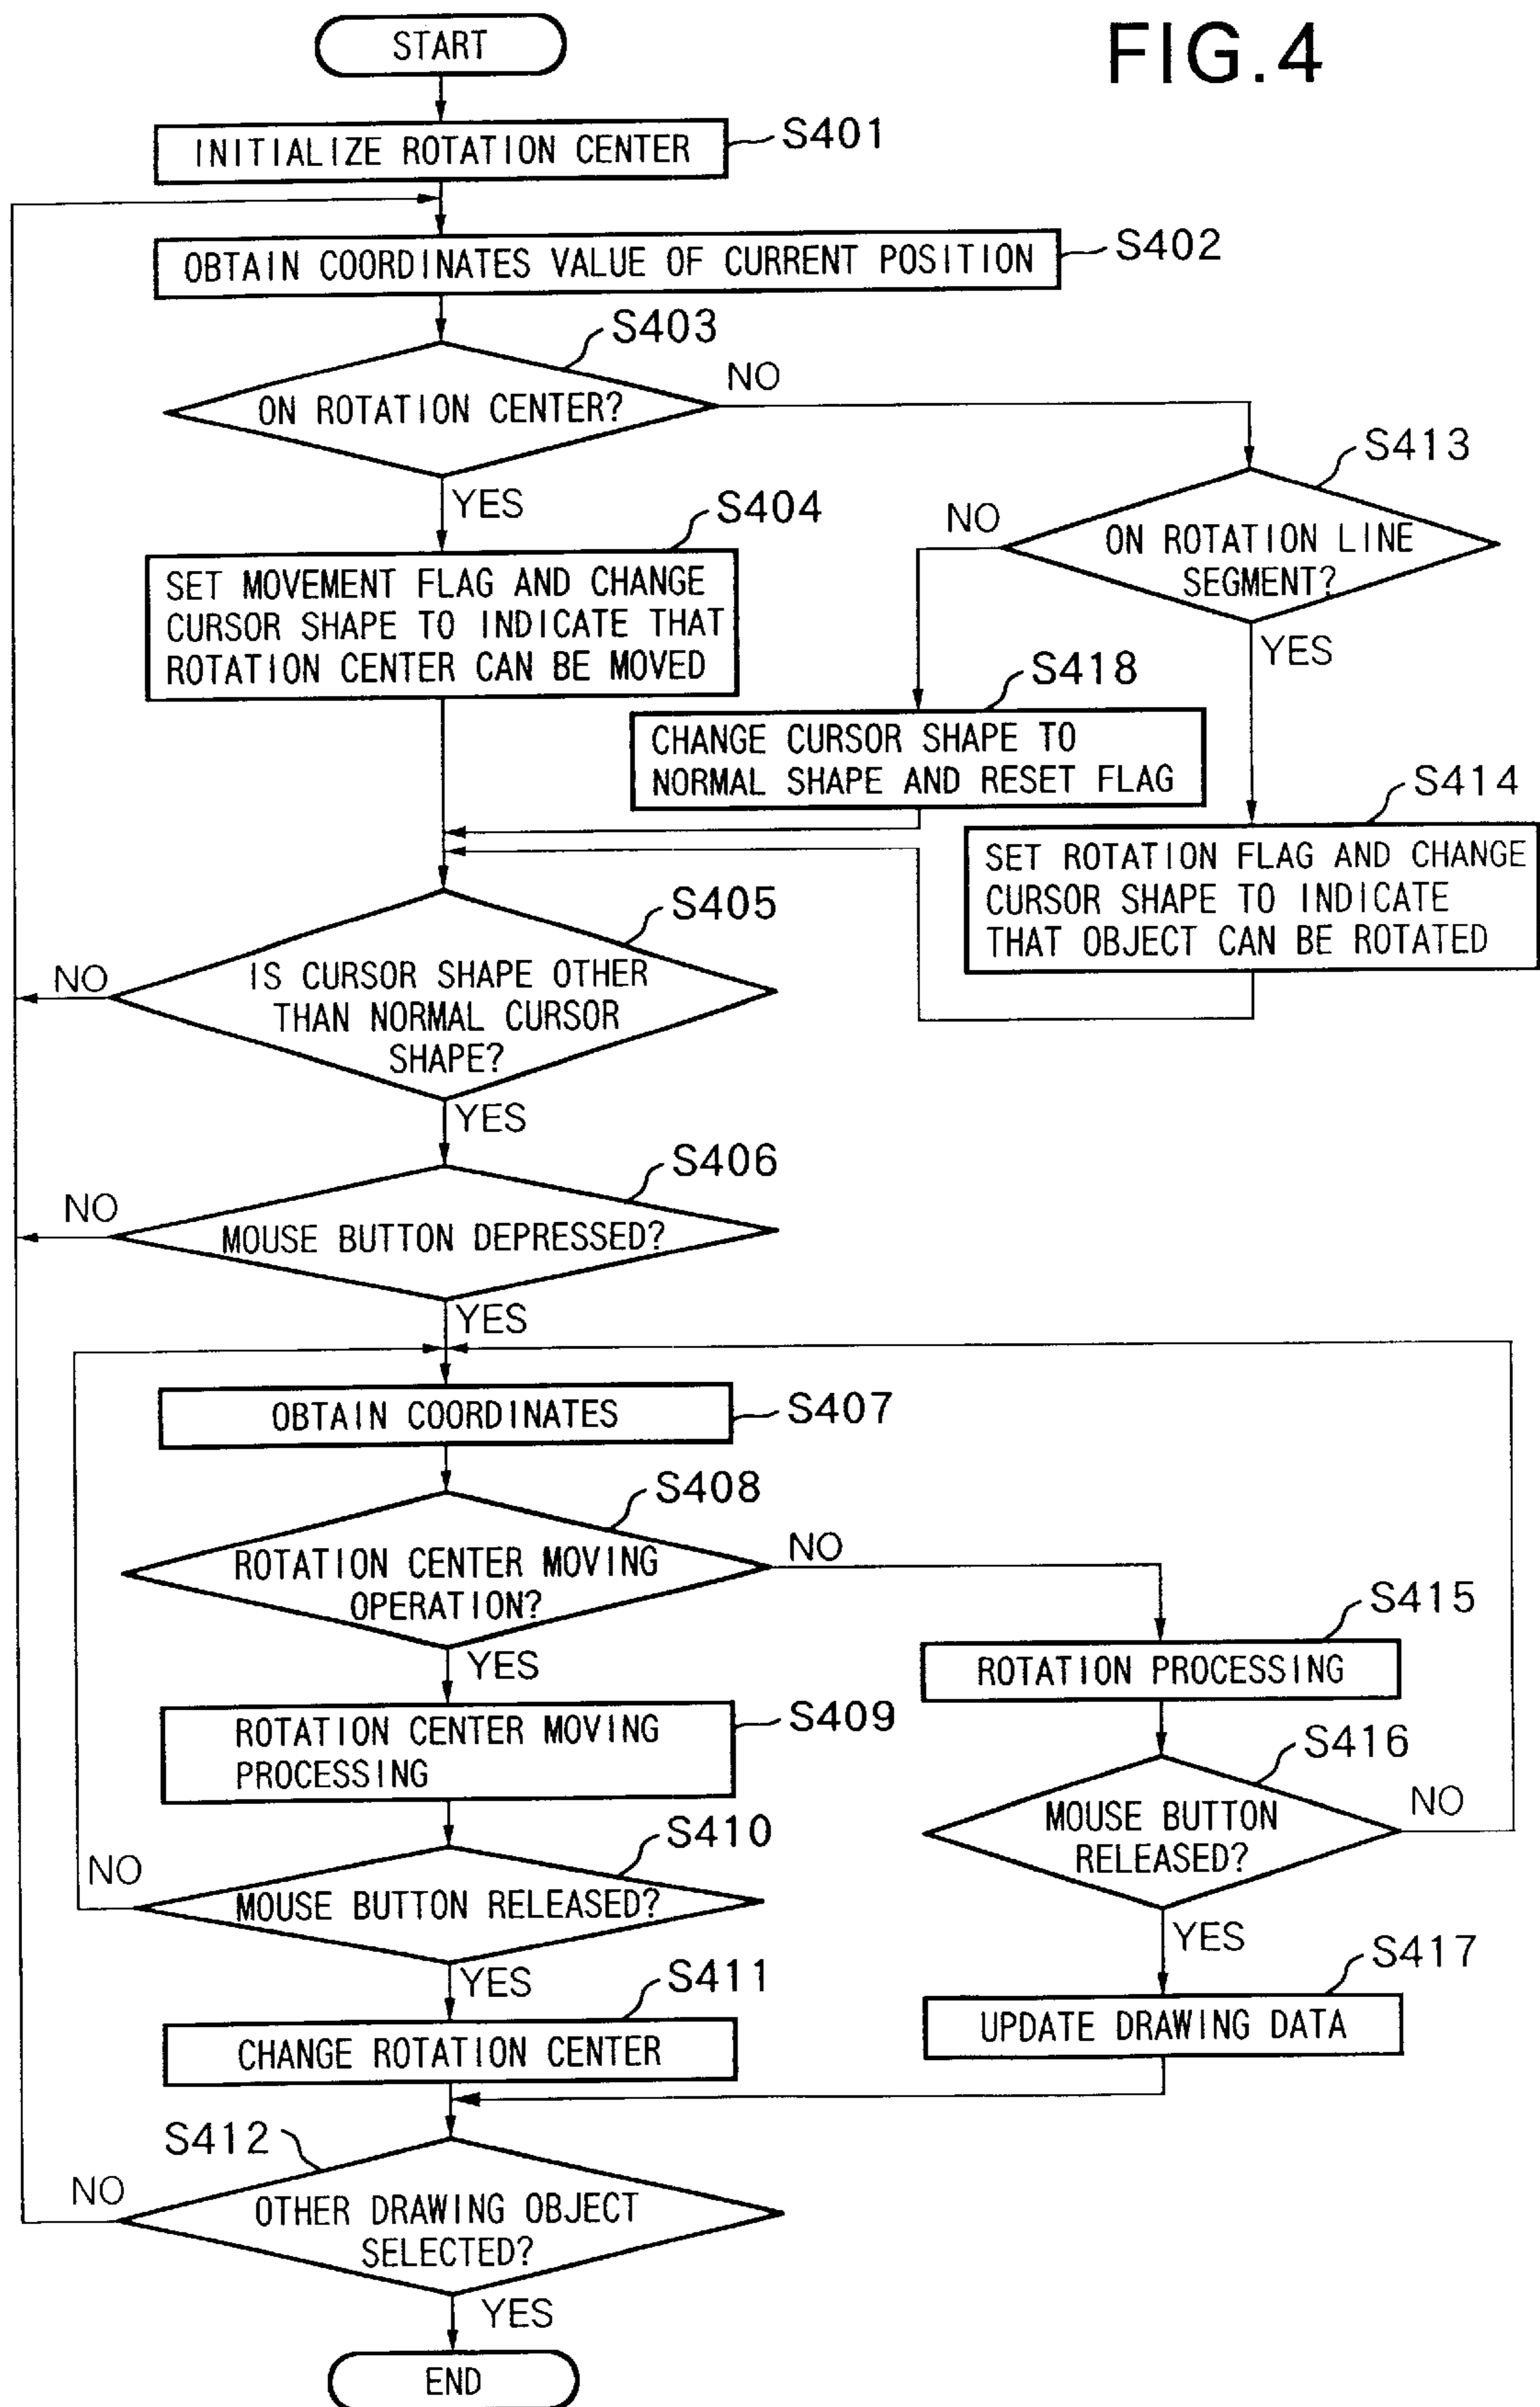 FIG.4
START
INITIALIZE ROTATION CENTER
S401
OBTAIN COORDINATES VALUE OF CURRENT POSITION
S402
S403
ON ROTATION CENTER?
NO
YES
S413
ON ROTATION LINE
SEGMENT?
NO
YES
S404
SET MOVEMENT FLAG AND CHANGE
CURSOR SHAPE TO INDICATE THAT
ROTATION CENTER CAN BE MOVED
S418
CHANGE CURSOR SHAPE TO
NORMAL SHAPE AND RESET FLAG
S414
SET ROTATION FLAG AND CHANGE
CURSOR SHAPE TO INDICATE
THAT OBJECT CAN BE ROTATED
S405
IS CURSOR SHAPE OTHER
THAN NORMAL CURSOR
SHAPE?
NO
YES
S406
MOUSE BUTTON DEPRESSED?
NO
YES
OBTAIN COORDINATES
S407
S408
ROTATION CENTER MOVING
OPERATION?
NO
YES
S415
ROTATION PROCESSING
ROTATION CENTER MOVING
PROCESSING
S409
S416
MOUSE BUTTON
RELEASED?
NO
YES
S410
MOUSE BUTTON RELEASED?
NO
YES
S411
CHANGE ROTATION CENTER
S417
UPDATE DRAWING DATA
S412
OTHER DRAWING OBJECT
SELECTED?
NO
YES
END